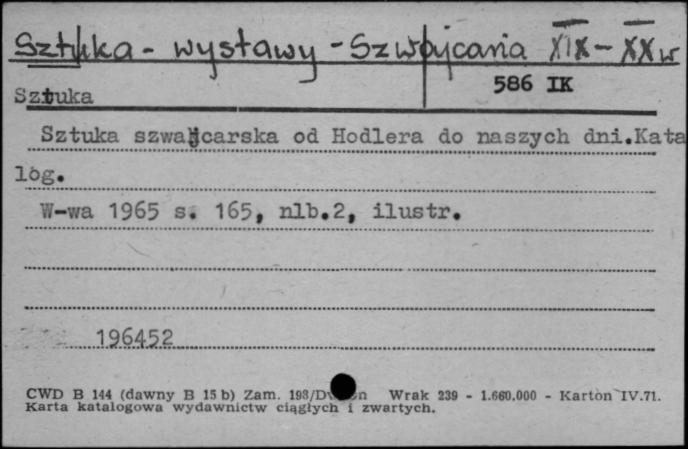 Sztuka - wystawy - Szwajcaria XIX - XX w
586 IK
Sztuka
Sztuka szwajcarska od Hodlera do naszych dni.Kata
lóg.
W-wa 1965 s. 165, nlb.2, ilustr.
196452
CWD B 144 (dawny B 15 b) Zam. 198/ Wrak 239 - 1.660.000 - Karton IV.71.
Karta katalogowa wydawnictw ciągłych i zwartych.